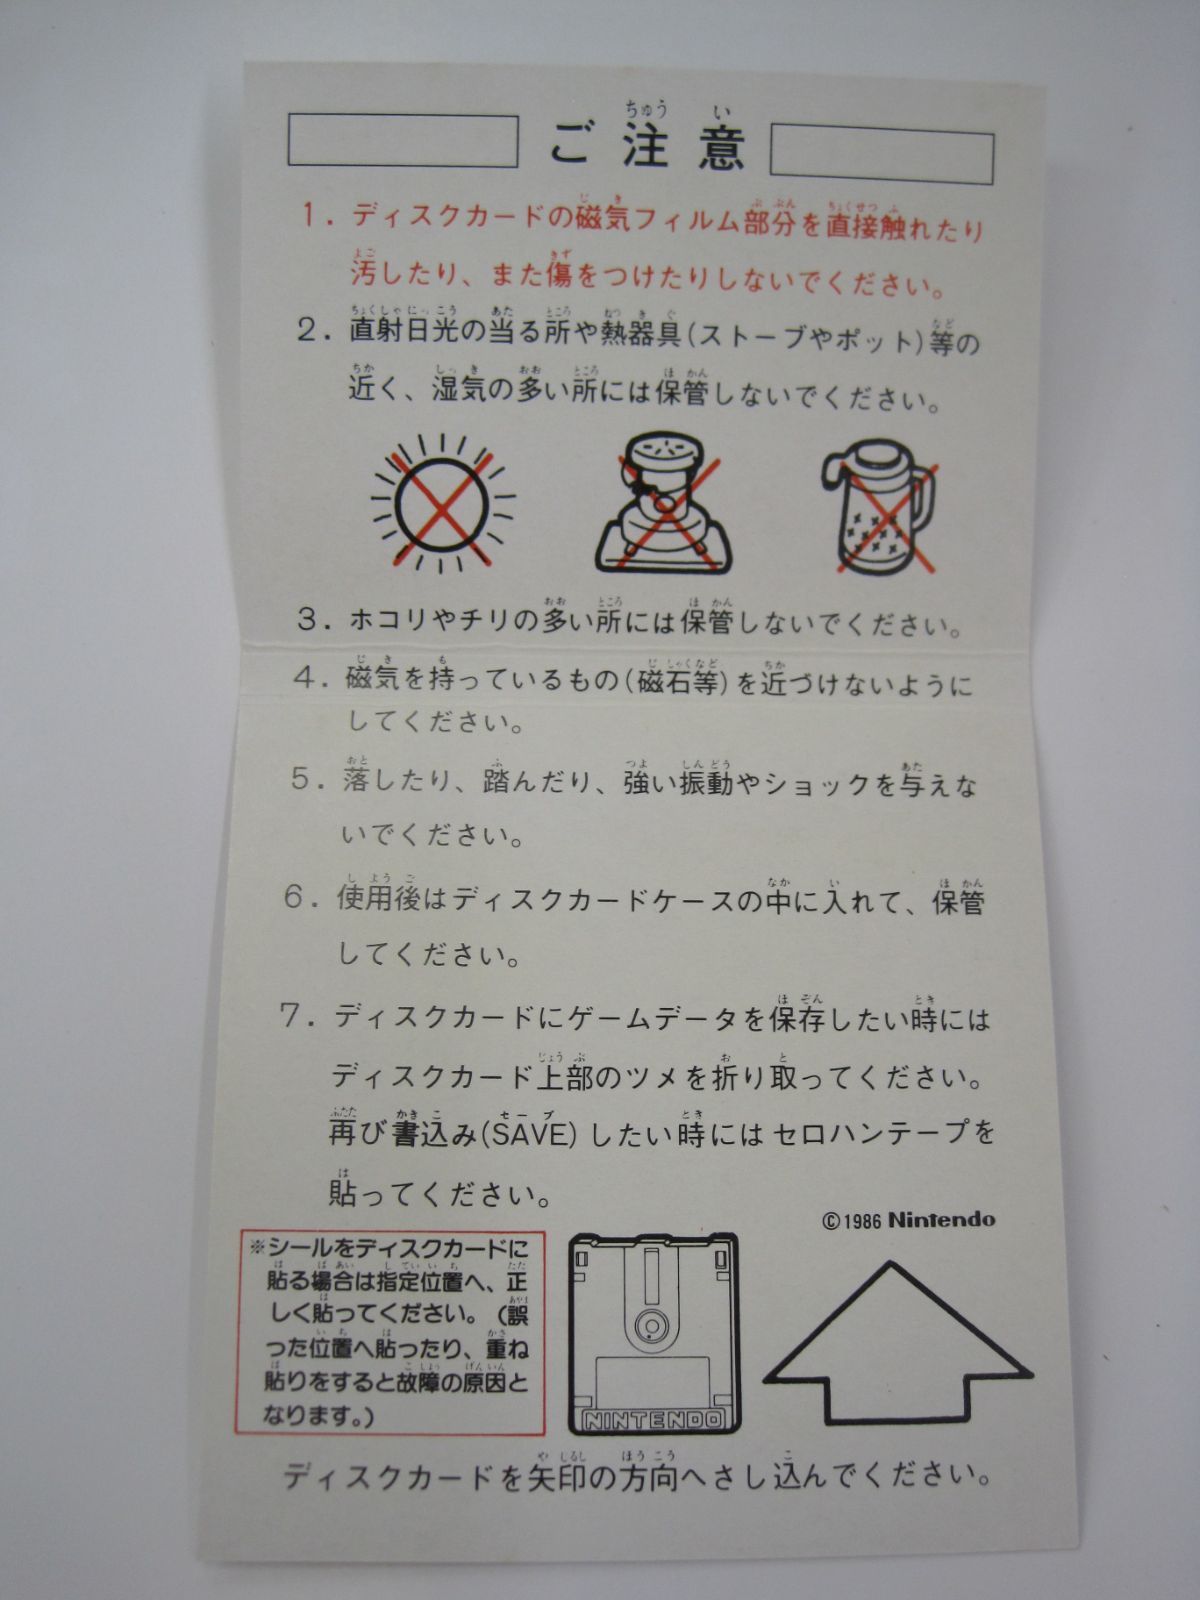 ご注意
1. ディスクカードの磁気フィルム部分を直接触れたり
汚したり、また傷をつけたりしないでください。
2. 直射日光の当る所や熱器具(ストーブやポット)等の
近く、湿気の多い所には保管しないでください。
3. ホコリやチリの多い所には保管しないでください。
4. 磁気を持っているもの(磁石等)を近づけないように
してください。
5. 落したり、踏んだり、強い振動やショックを与えな
いでください。
6. 使用後はディスクカードケースの中に入れて、保管
してください。
7. ディスクカードにゲームデータを保存したい時には
ディスクカード上部のツメを折り取ってください。
再び書込み(SAVE)したい時にはセロハンテープを
貼ってください。
©1986 Nintendo
※シールをディスクカードに
貼る場合は指定位置へ、正
しく貼ってください。(誤
った位置へ貼ったり、重ね
貼りをすると故障の原因と
なります。)
NINTENDO
ディスクカードを矢印の方向へさし込んでください。